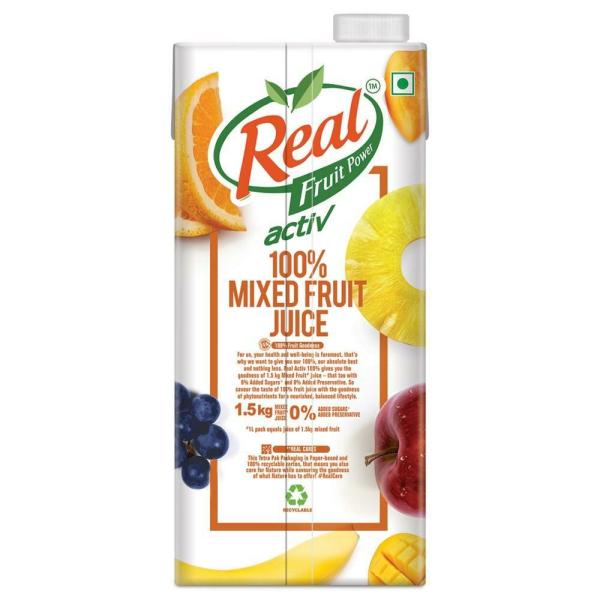 Real
TM
Fruit Power
activ
100%
MIXED FRUIT
JUICE
100% Fruit Goodness
For us, your health and well-being is foremost, that's
why we want to give you our 100%, our absolute best
and nothing less. Real Activ 100% gives you the
goodness of 1.5 kg Mixed Fruit* juice – that too with
0% Added Sugars^ and 0% Added Preservative. So
savour the taste of 100% fruit juice with the goodness
of phytonutrients for a nourished, balanced lifestyle.
1.5kg MIXED FRUIT* JUICE 0% ADDED SUGARS^ ADDED PRESERVATIVE
*1L pack equals juice of 1.5kg mixed fruit
**REAL CARES
This Tetra Pak Packaging is Paper-based and
100% recyclable carton, that means you also
care for Nature while savouring the goodness
of what Nature has to offer! #RealCare
RECYCLABLE